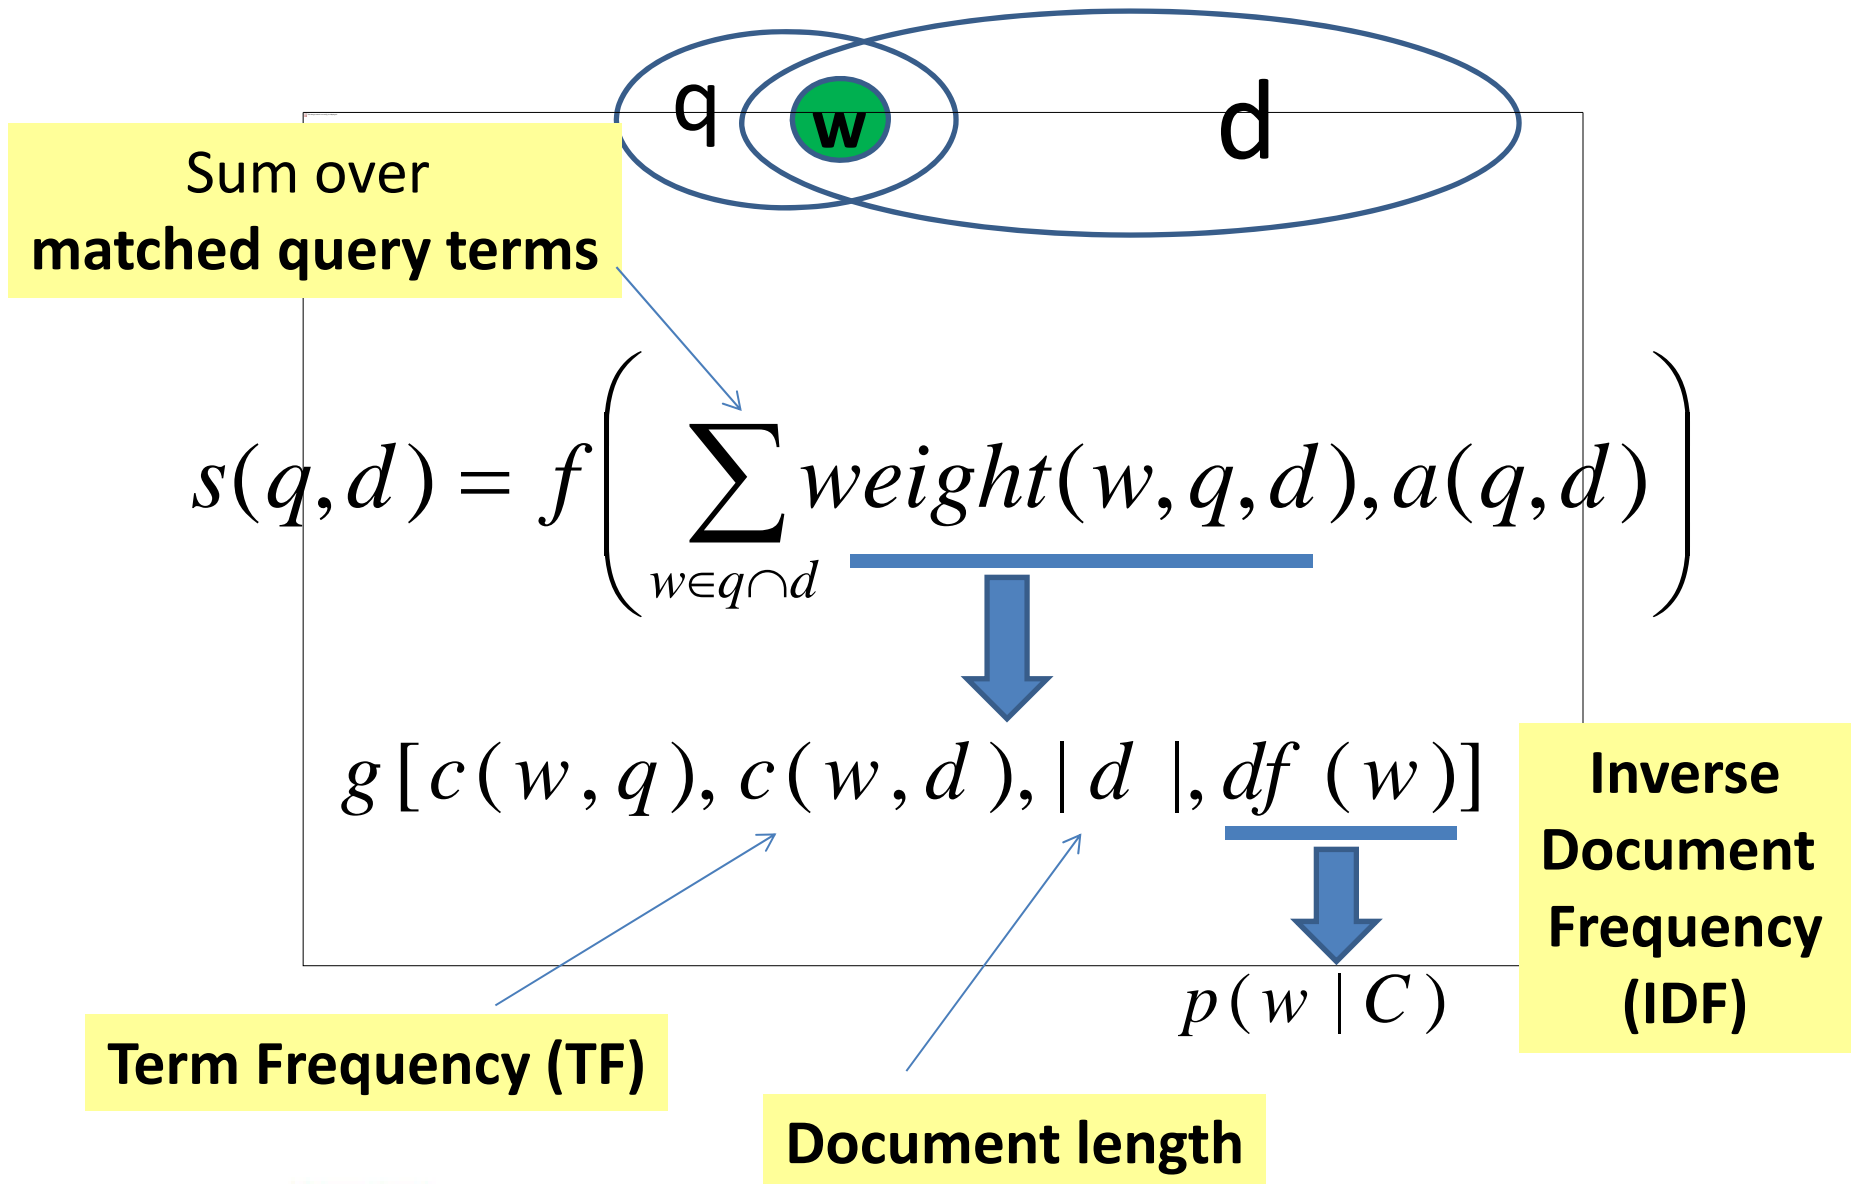 q
w
d
Sum over
matched query terms
s(q,d) = f( ∑ weight(w,q,d), a(q,d) )
w∈q∩d
g[c(w,q), c(w,d), | d |, df (w)]
Inverse
Document
Frequency
(IDF)
p(w | C)
Term Frequency (TF)
Document length